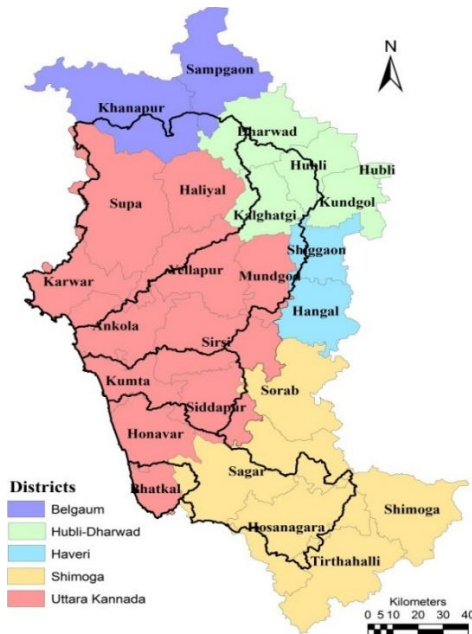 Sampgaon
N
Khanapur
Dharwad
Hubli
Hubli
Haliyal
Kundgol
Supa
Kalghatgi
Shiggaon
Yellapur
Mundgod
Karwar
Hangal
Ankola
Sirsi
Kumta
Sorab
Siddapur
Honavar
Sagar
Bhatkal
Districts
Belgaum
Hubli-Dharwad
Haveri
Shimoga
Uttara Kannada
Shimoga
Hosanagara
Tirthahalli
Kilometers
0 5 10 20 30 40